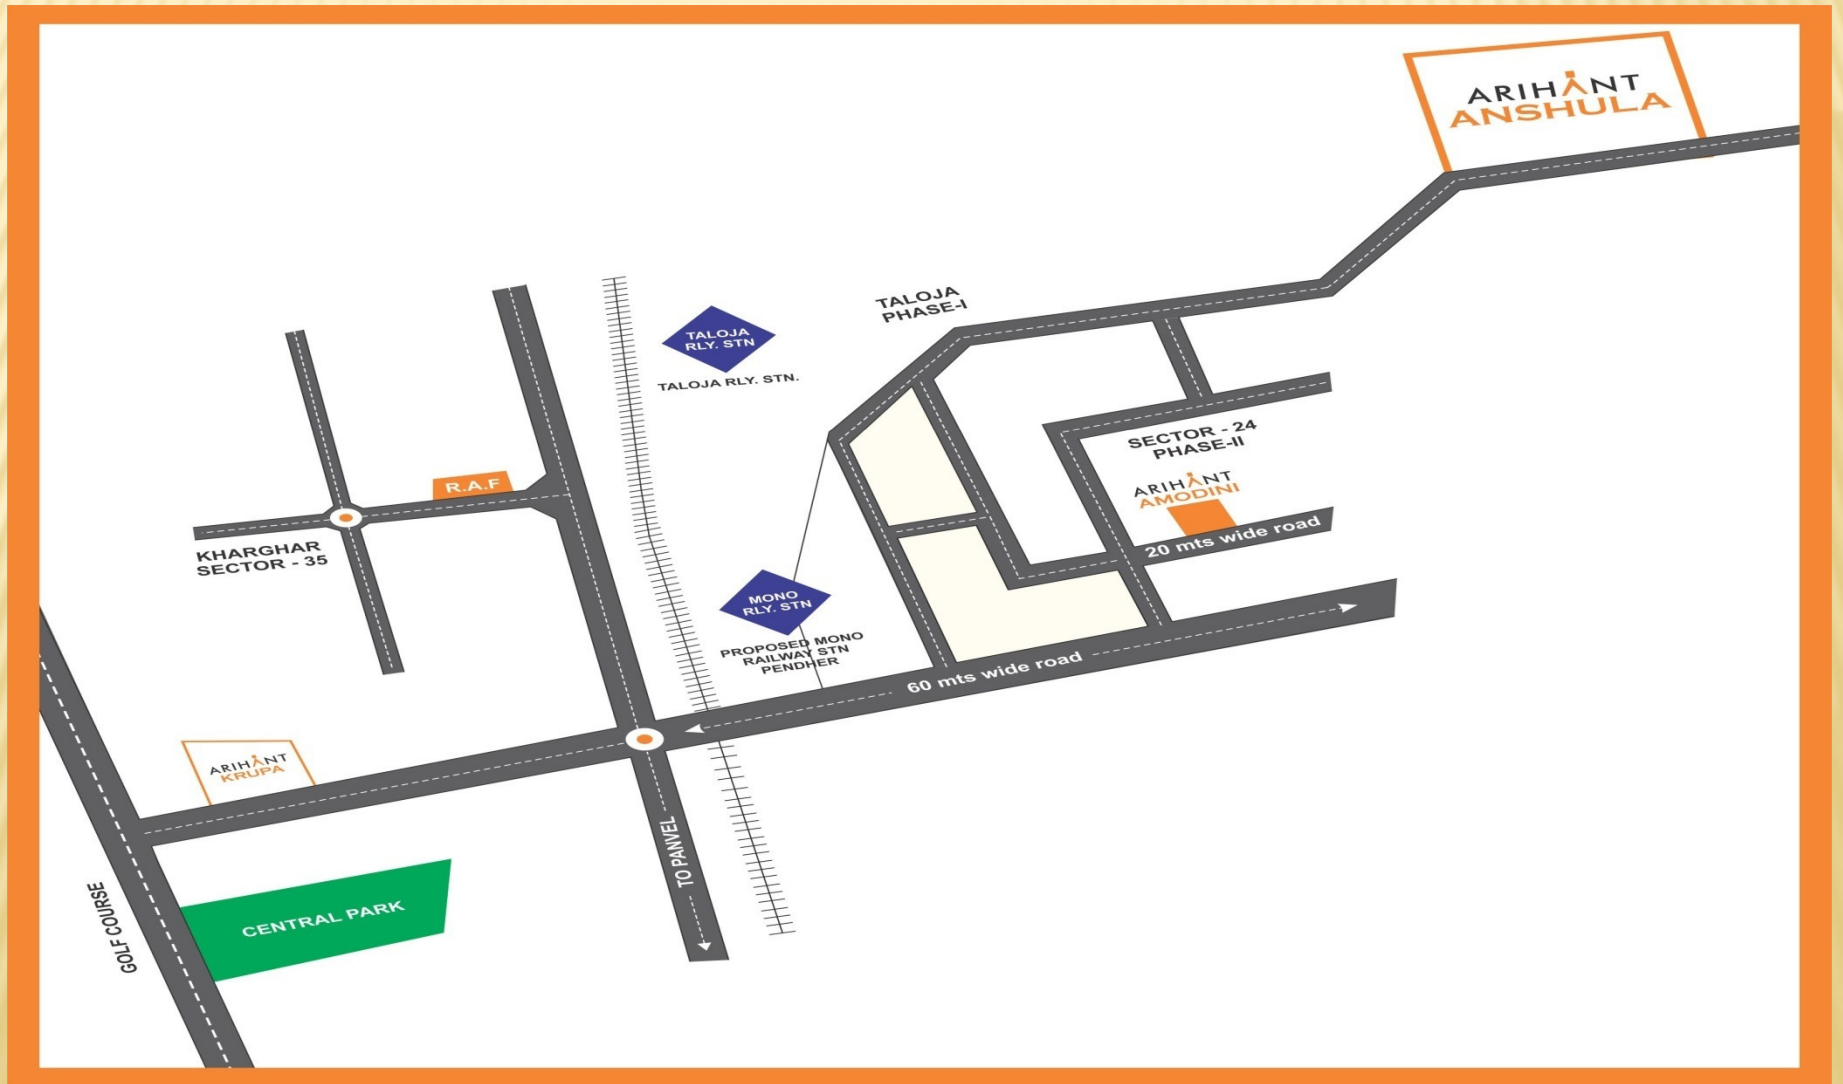 ARIHANT
ANSHULA
TALOJA
PHASE-I
TALOJA
RLY. STN
TALOJA RLY. STN.
SECTOR - 24
PHASE-II
ARIHANT
AMODINI
20 mts wide road
R.A.F
KHARGHAR
SECTOR - 35
MONO
RLY. STN
PROPOSED MONO
RAILWAY STN
PENDHER
60 mts wide road
ARIHANT
KRUPA
TO PANVEL
GOLF COURSE
CENTRAL PARK